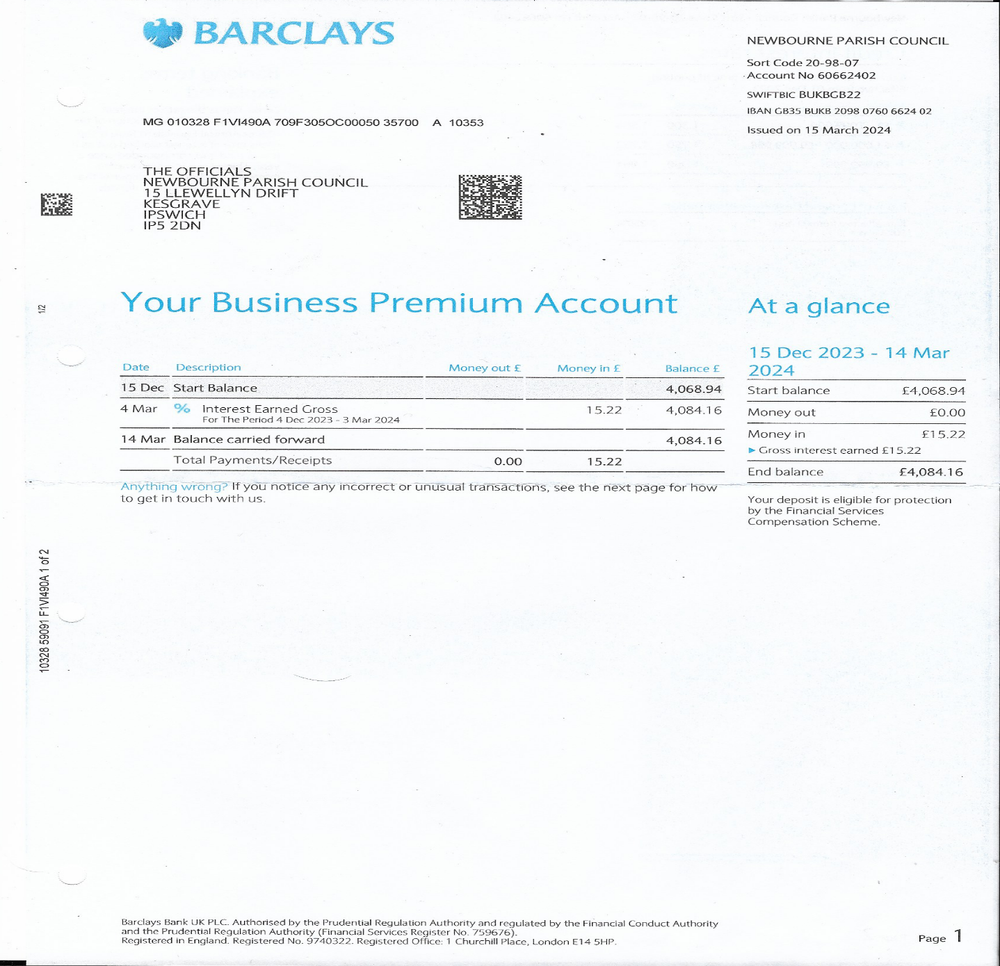 BARCLAYS
NEWBOURNE PARISH COUNCIL
Sort Code 20-98-07
Account No 60662402
SWIFTBIC BUKBGB22
IBAN GB35 BUKB 2098 0760 6624 02
Issued on 15 March 2024
MG 010328 F1VI490A 709F305OC00050 35700 A 10353
THE OFFICIALS
NEWBOURNE PARISH COUNCIL
15 LLEWELLYN DRIFT
KESGRAVE
IPSWICH
IP5 2DN
1/2
Your Business Premium Account
Date Description Money out £ Money in £ Balance £
15 Dec Start Balance 4,068.94
4 Mar % Interest Earned Gross 15.22 4,084.16
For The Period 4 Dec 2023 - 3 Mar 2024
14 Mar Balance carried forward 4,084.16
Total Payments/Receipts 0.00 15.22
Anything wrong? If you notice any incorrect or unusual transactions, see the next page for how
to get in touch with us.
At a glance
15 Dec 2023 - 14 Mar
2024
Start balance £4,068.94
Money out £0.00
Money in £15.22
▶ Gross interest earned £15.22
End balance £4,084.16
Your deposit is eligible for protection
by the Financial Services
Compensation Scheme.
10328 59091 F1VI490A 1 of 2
Barclays Bank UK PLC. Authorised by the Prudential Regulation Authority and regulated by the Financial Conduct Authority
and the Prudential Regulation Authority (Financial Services Register No. 759676).
Registered in England. Registered No. 9740322. Registered Office: 1 Churchill Place, London E14 5HP.
Page 1